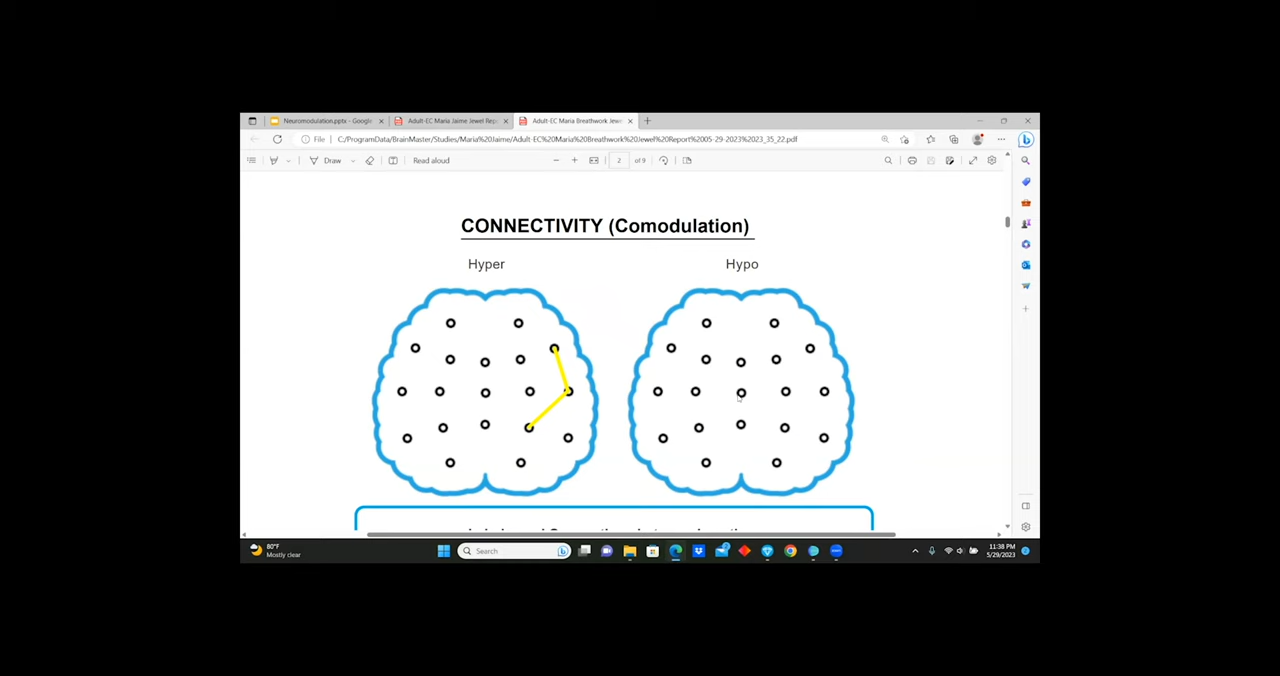 Neuromodulation.pptx - Google
Adult-EC Maria Jaime Jewel Rep
Adult-EC Maria Breathwork Jewe
File
C:/ProgramData/BrainMaster/Studies/Maria%20Jaime/Adult-EC%20Maria%20Breathwork%20Jewel%20Report%2005-29-2023%2023_35_22.pdf
Draw
Read aloud
2
of 9
CONNECTIVITY (Comodulation)
Hyper
Hypo
80°F
Mostly clear
Search
11:38 PM
5/29/2023